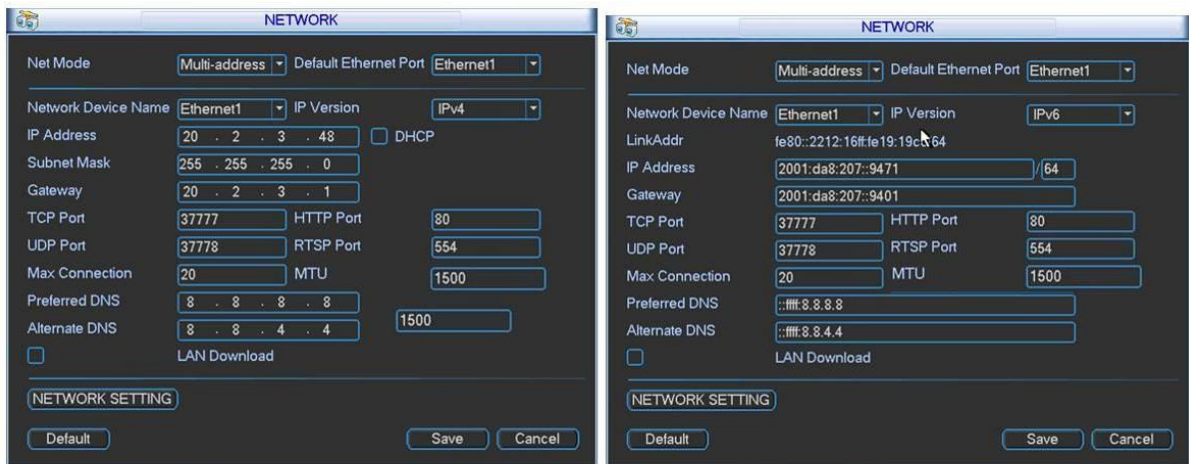 NETWORK
Net Mode Multi-address Default Ethernet Port Ethernet1
Network Device Name Ethernet1 IP Version IPv4
IP Address 20 . 2 . 3 . 48 DHCP
Subnet Mask 255 . 255 . 255 . 0
Gateway 20 . 2 . 3 . 1
TCP Port 37777 HTTP Port 80
UDP Port 37778 RTSP Port 554
Max Connection 20 MTU 1500
Preferred DNS 8 . 8 . 8 . 8
1500
Alternate DNS 8 . 8 . 4 . 4
LAN Download
NETWORK SETTING
Default Save Cancel
NETWORK
Net Mode Multi-address Default Ethernet Port Ethernet1
Network Device Name Ethernet1 IP Version IPv6
LinkAddr
IP Address 2001:da8:207::9471 / 64
Gateway 2001:da8:207::9401
TCP Port 37777 HTTP Port 80
UDP Port 37778 RTSP Port 554
Max Connection 20 MTU 1500
Preferred DNS ::ffff:8.8.8.8
Alternate DNS ::ffff:8.8.4.4
LAN Download
NETWORK SETTING
Default Save Cancel